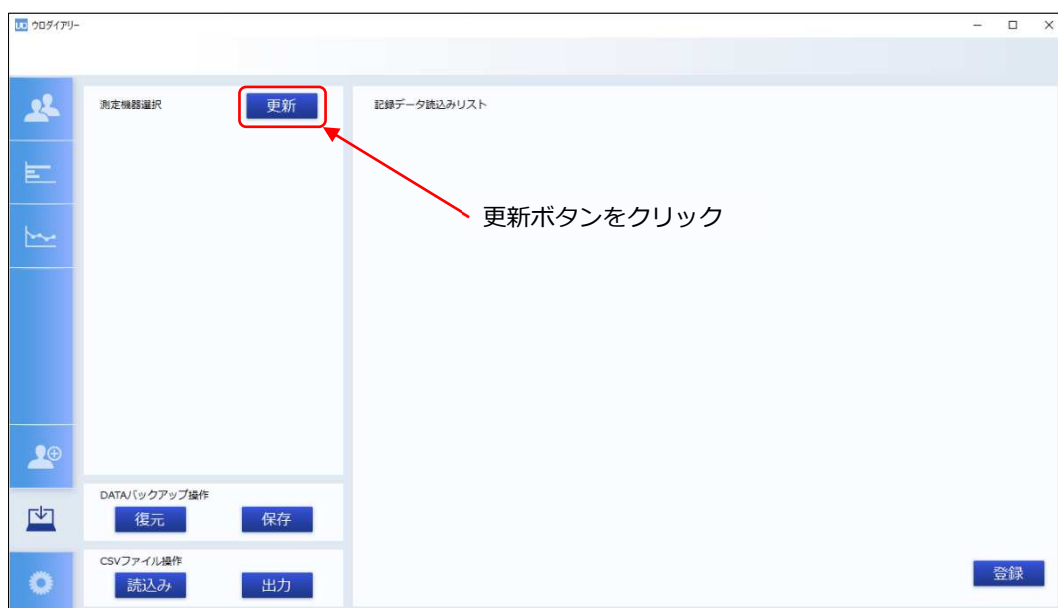 UD ウロダイアリー
測定機器選択
更新
記録データ読込みリスト
更新ボタンをクリック
DATAバックアップ操作
復元
保存
CSVファイル操作
読込み
出力
登録